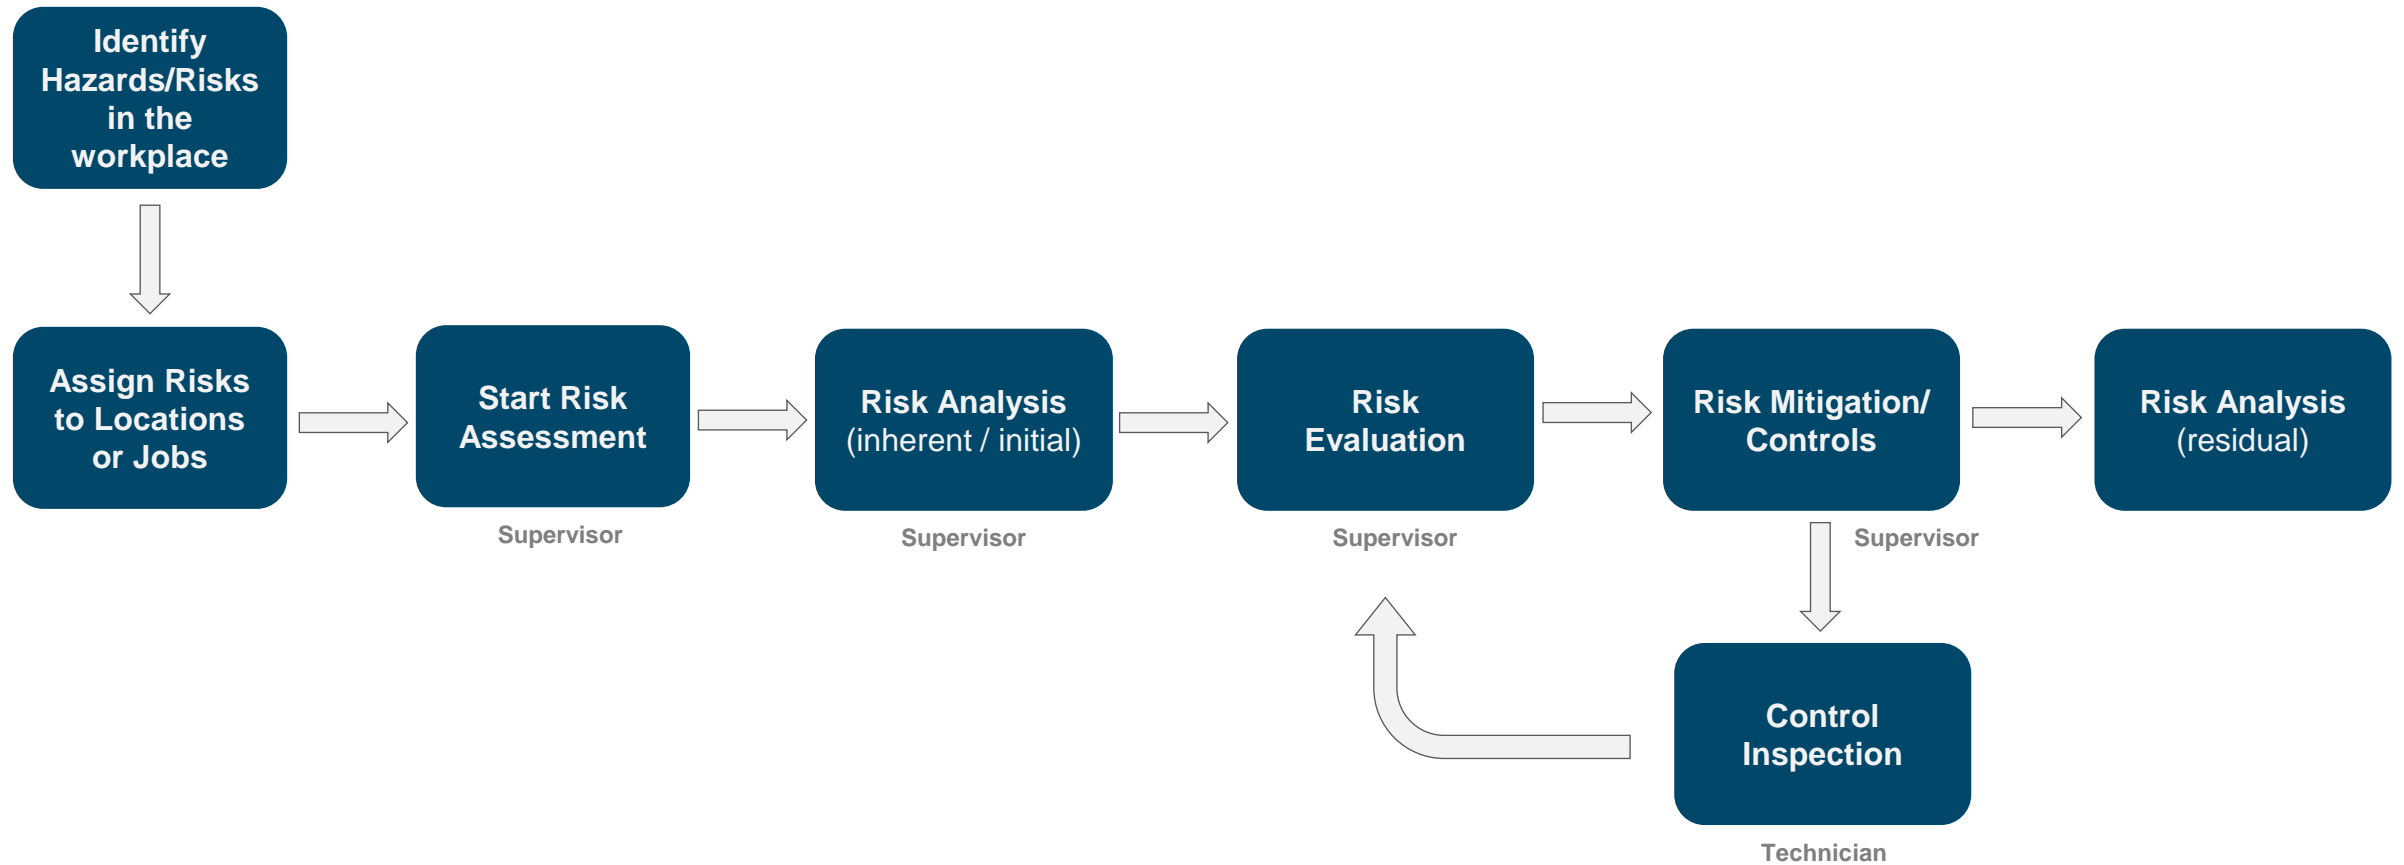 Identify
Hazards/Risks
in the
workplace
Assign Risks
to Locations
or Jobs
Start Risk
Assessment
Supervisor
Risk Analysis
(inherent / initial)
Supervisor
Risk
Evaluation
Supervisor
Risk Mitigation/
Controls
Supervisor
Risk Analysis
(residual)
Control
Inspection
Technician